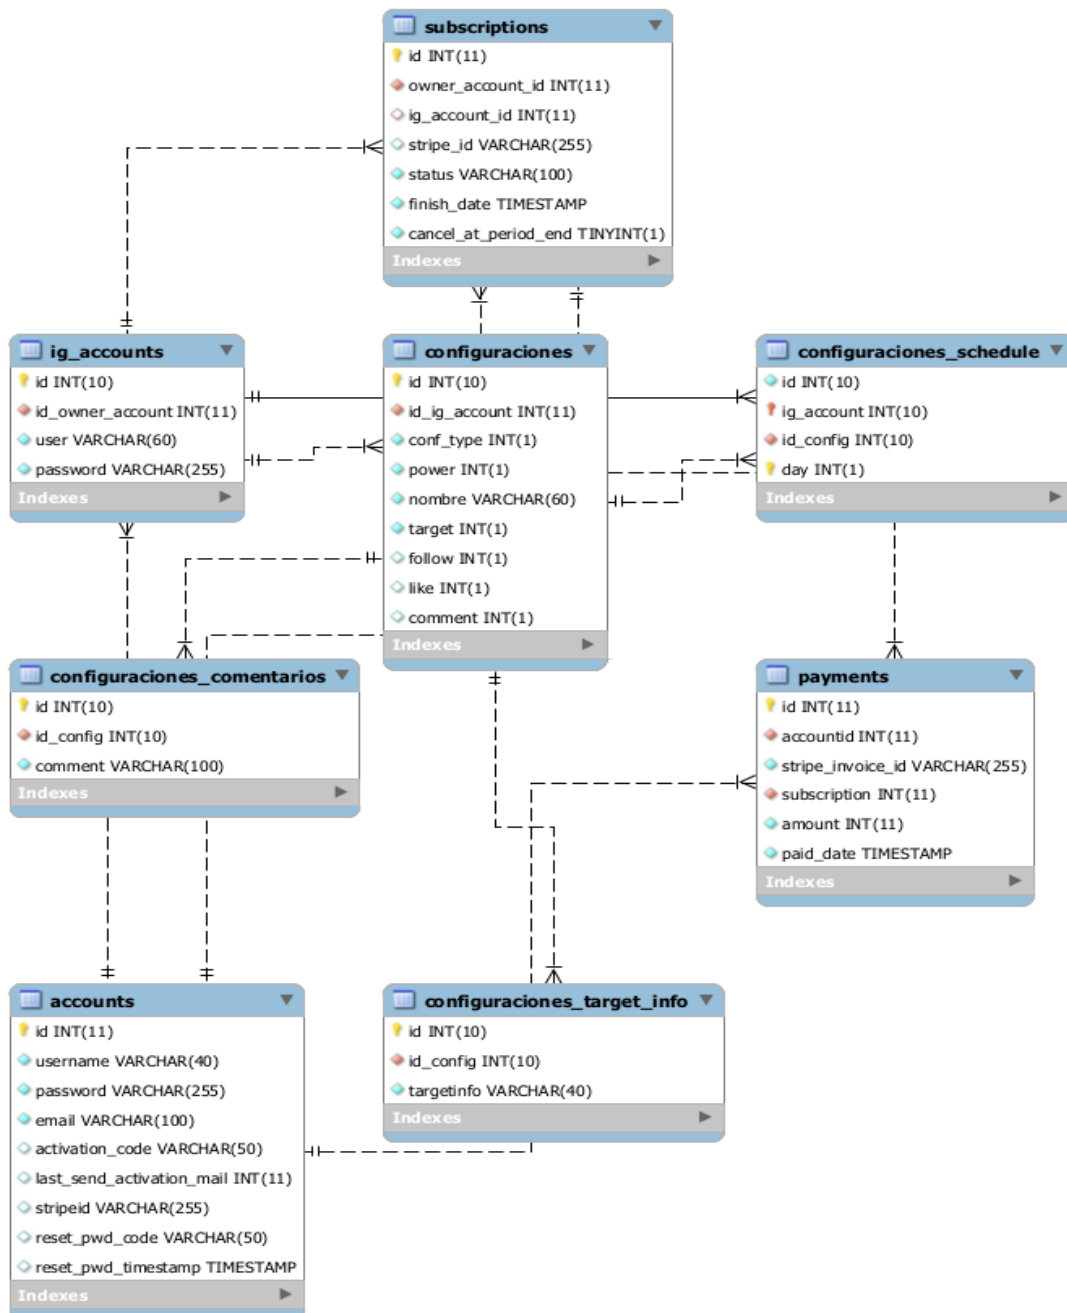 subscriptions
id INT(11)
owner_account_id INT(11)
ig_account_id INT(11)
stripe_id VARCHAR(255)
status VARCHAR(100)
finish_date TIMESTAMP
cancel_at_period_end TINYINT(1)
Indexes
ig_accounts
id INT(10)
id_owner_account INT(11)
user VARCHAR(60)
password VARCHAR(255)
Indexes
configuraciones
id INT(10)
id_ig_account INT(11)
conf_type INT(1)
power INT(1)
nombre VARCHAR(60)
target INT(1)
follow INT(1)
like INT(1)
comment INT(1)
Indexes
configuraciones_schedule
id INT(10)
ig_account INT(10)
id_config INT(10)
day INT(1)
Indexes
configuraciones_comentarios
id INT(10)
id_config INT(10)
comment VARCHAR(100)
Indexes
payments
id INT(11)
accountid INT(11)
stripe_invoice_id VARCHAR(255)
subscription INT(11)
amount INT(11)
paid_date TIMESTAMP
Indexes
accounts
id INT(11)
username VARCHAR(40)
password VARCHAR(255)
email VARCHAR(100)
activation_code VARCHAR(50)
last_send_activation_mail INT(11)
stripeid VARCHAR(255)
reset_pwd_code VARCHAR(50)
reset_pwd_timestamp TIMESTAMP
Indexes
configuraciones_target_info
id INT(10)
id_config INT(10)
targetinfo VARCHAR(40)
Indexes